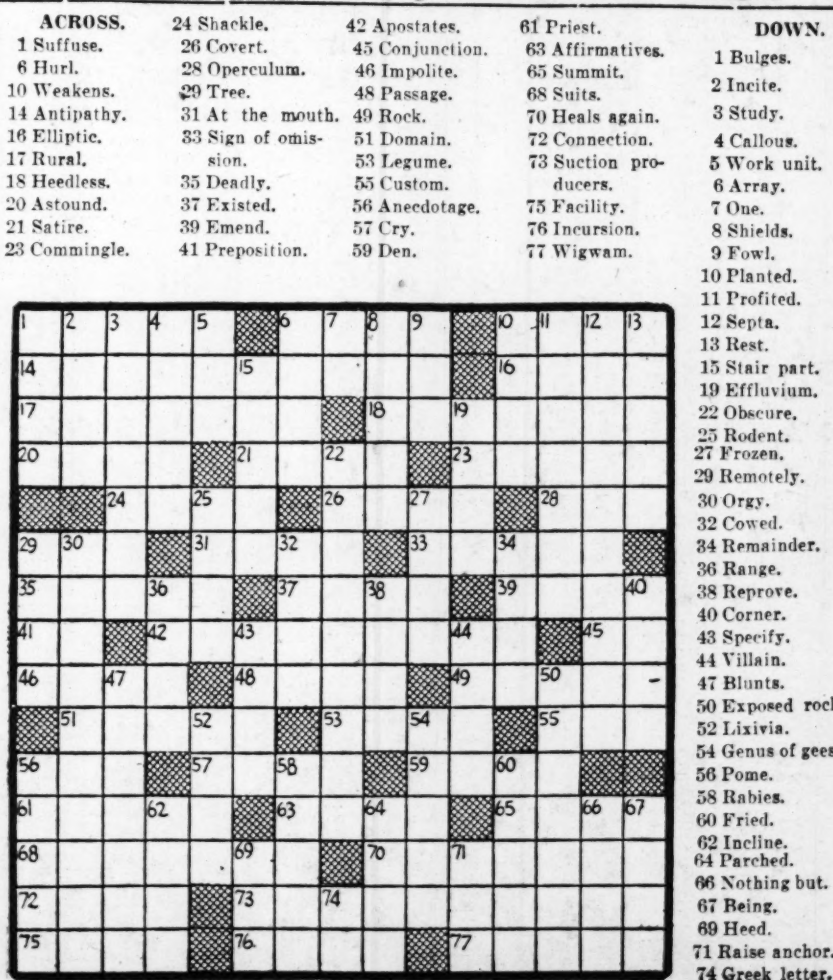 ACROSS.
1 Suffuse.
6 Hurl.
10 Weakens.
14 Antipathy.
16 Elliptic.
17 Rural.
18 Heedless.
20 Astound.
21 Satire.
23 Commingle.
24 Shackle.
26 Covert.
28 Operculum.
29 Tree.
31 At the mouth.
33 Sign of omis-
sion.
35 Deadly.
37 Existed.
39 Emend.
41 Preposition.
42 Apostates.
45 Conjunction.
46 Impolite.
48 Passage.
49 Rock.
51 Domain.
53 Legume.
55 Custom.
56 Anecdotage.
57 Cry.
59 Den.
61 Priest.
63 Affirmatives.
65 Summit.
68 Suits.
70 Heals again.
72 Connection.
73 Suction pro-
ducers.
75 Facility.
76 Incursion.
77 Wigwam.
DOWN.
1 Bulges.
2 Incite.
3 Study.
4 Callous.
5 Work unit.
6 Array.
7 One.
8 Shields.
9 Fowl.
10 Planted.
11 Profited.
12 Septa.
13 Rest.
15 Stair part.
19 Effluvium.
22 Obscure.
25 Rodent.
27 Frozen.
29 Remotely.
30 Orgy.
32 Cowed.
34 Remainder.
36 Range.
38 Reprove.
40 Corner.
43 Specify.
44 Villain.
47 Blunts.
50 Exposed rock
52 Lixivia.
54 Genus of gees
56 Pome.
58 Rabies.
60 Fried.
62 Incline.
64 Parched.
66 Nothing but.
67 Being.
69 Heed.
71 Raise anchor.
74 Greek letter.
1 2 3 4 5 6 7 8 9 10 11 12 13
14 15 16
17 18 19
20 21 22 23
24 25 26 27 28
29 30 31 32 33 34
35 36 37 38 39 40
41 42 43 44 45
46 47 48 49 50
51 52 53 54 55
56 57 58 59 60
61 62 63 64 65 66 67
68 69 70 71
72 73 74
75 76 77